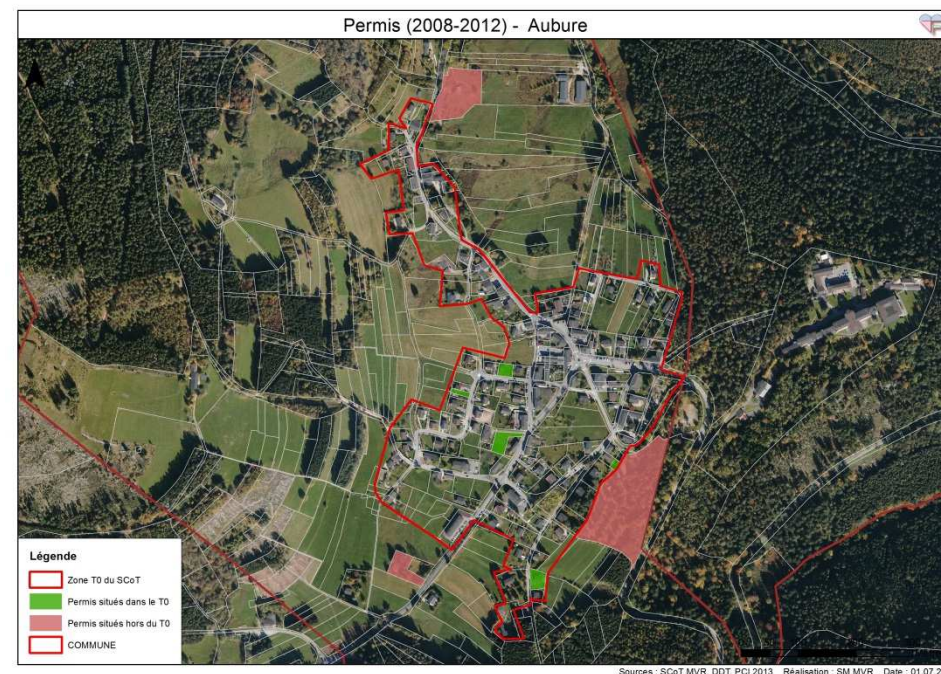 Permis (2008-2012) - Aubure
Légende
Zone T0 du SCoT
Permis situés dans le T0
Permis situés hors du T0
COMMUNE
Sources : SCoT MVR, DDT, PCI 2013 Réalisation : SM MVR Date : 01.07.2